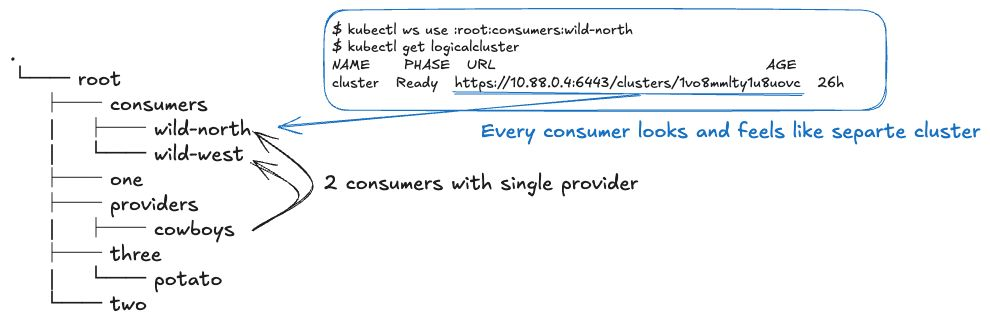 $ kubectl ws use :root:consumers:wild-north
$ kubectl get logicalcluster
NAME PHASE URL AGE
cluster Ready https://10.88.0.4:6443/clusters/1vo8mmlty1u8uovc 26h
Every consumer looks and feels like separte cluster
.
root
consumers
wild-north
wild-west
one
providers
cowboys
three
potato
two
2 consumers with single provider